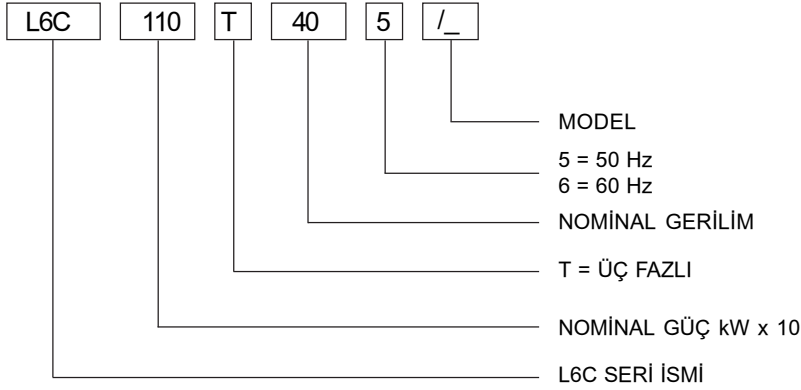 L6C 110 T 40 5 /_
MODEL
5 = 50 Hz
6 = 60 Hz
NOMİNAL GERİLİM
T = ÜÇ FAZLI
NOMİNAL GÜÇ kW x 10
L6C SERİ İSMİ